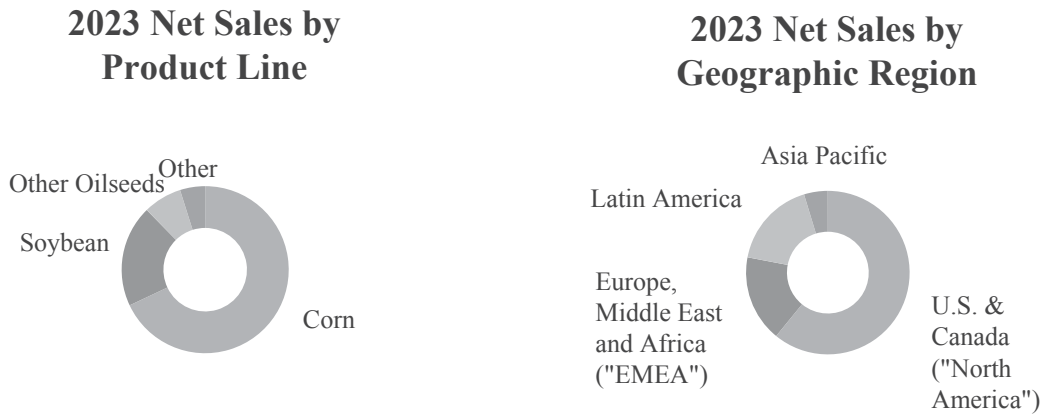 2023 Net Sales by
Product Line
Other
Other Oilseeds
Soybean
Corn
2023 Net Sales by
Geographic Region
Asia Pacific
Latin America
Europe,
Middle East
and Africa
("EMEA")
U.S. &
Canada
("North
America")